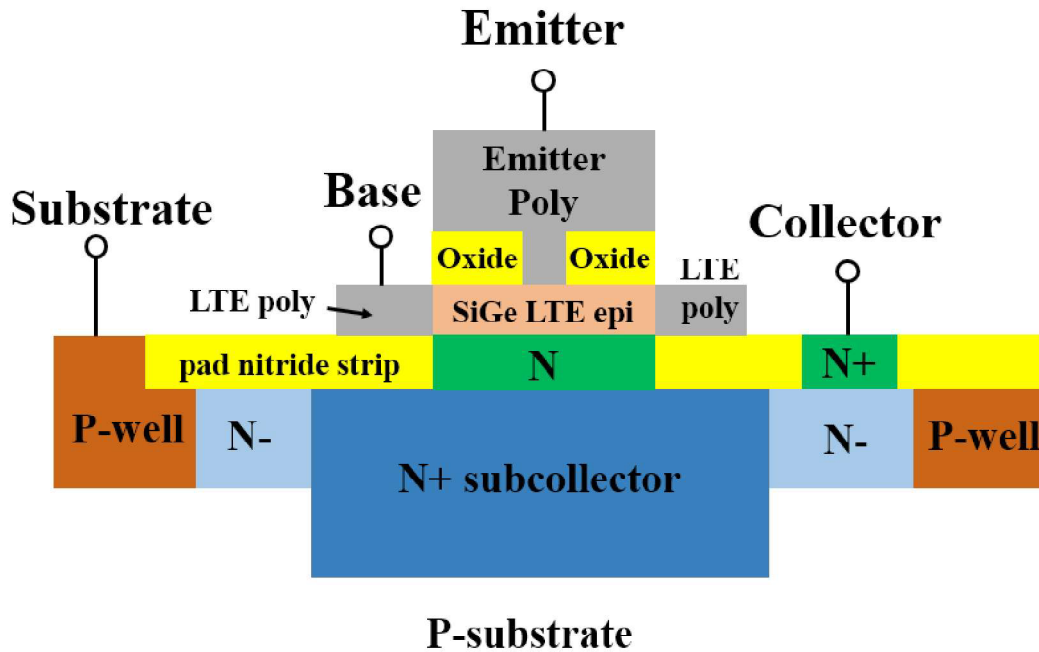 Emitter
Emitter
Poly
Base
Substrate
Collector
Oxide
Oxide
LTE
poly
LTE poly
SiGe LTE epi
pad nitride strip
N
N+
P-well
N-
N-
P-well
N+ subcollector
P-substrate